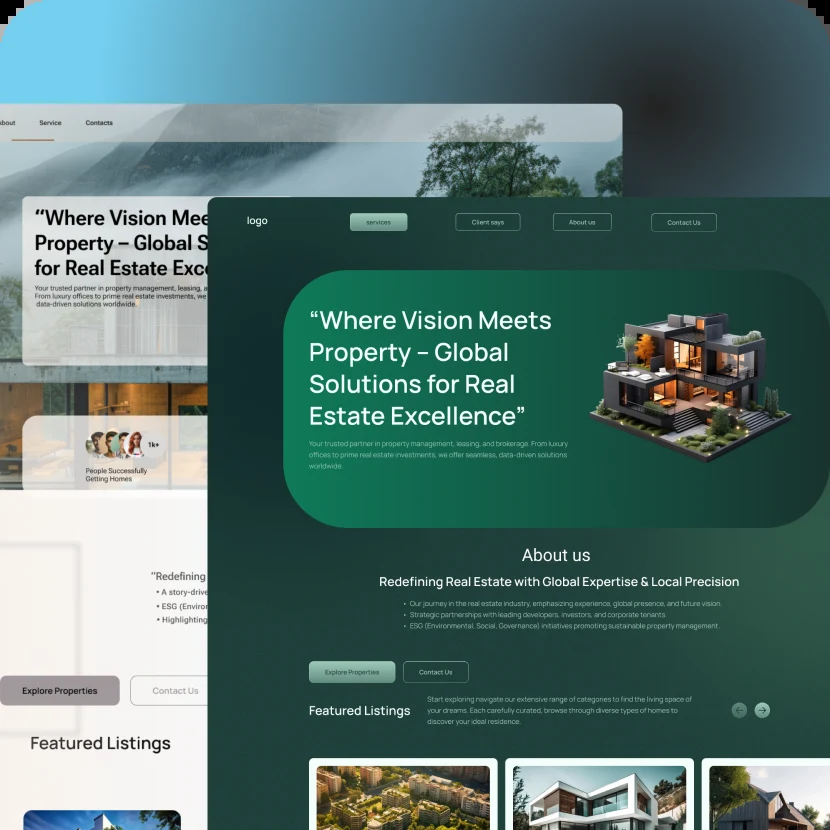 About
Service
Contacts
“Where Vision Mee
Property – Global S
for Real Estate Exce
Your trusted partner in property management, leasing, a
From luxury offices to prime real estate investments, we
data-driven solutions worldwide.
1k+
People Successfully
Getting Homes
“Redefining
• A story-drive
• ESG (Enviro
• Highlighting
Explore Properties
Contact Us
Featured Listings
logo
services
Client says
About us
Contact Us
“Where Vision Meets
Property – Global
Solutions for Real
Estate Excellence”
Your trusted partner in property management, leasing, and brokerage. From luxury
offices to prime real estate investments, we offer seamless, data-driven solutions
worldwide.
About us
Redefining Real Estate with Global Expertise & Local Precision
• Our journey in the real estate industry, emphasizing experience, global presence, and future vision.
• Strategic partnerships with leading developers, investors, and corporate tenants.
• ESG (Environmental, Social, Governance) initiatives promoting sustainable property management.
Explore Properties
Contact Us
Featured Listings
Start exploring navigate our extensive range of categories to find the living space of
your dreams. Each carefully curated, browse through diverse types of homes to
discover your ideal residence.